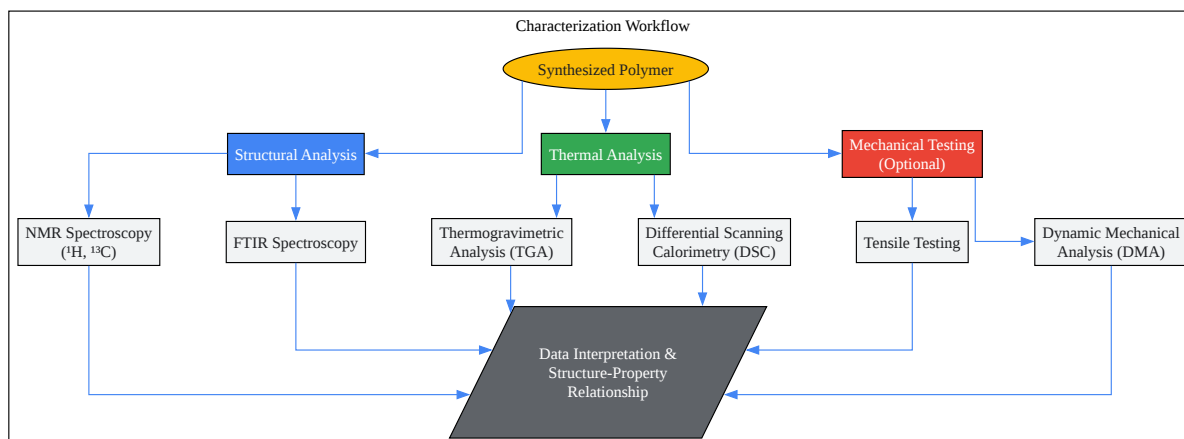 Characterization Workflow
Synthesized Polymer
Structural Analysis
Thermal Analysis
Mechanical Testing
(Optional)
NMR Spectroscopy
(¹H, ¹³C)
FTIR Spectroscopy
Thermogravimetric
Analysis (TGA)
Differential Scanning
Calorimetry (DSC)
Tensile Testing
Dynamic Mechanical
Analysis (DMA)
Data Interpretation &
Structure-Property
Relationship